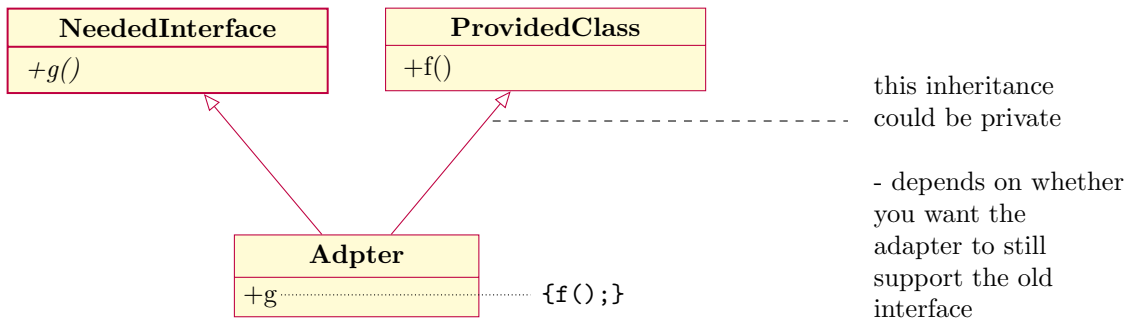 NeededInterface
+g()
ProvidedClass
+f()
this inheritance
could be private
- depends on whether
you want the
adapter to still
support the old
interface
Adpter
+g
{f();}